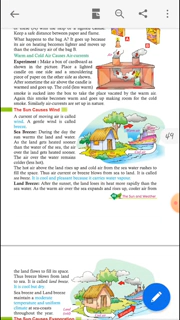 Keep a safe distance between paper and flame.
What happens to the bag A? It goes up because
its air on heating becomes lighter and moves up
than the ordinary air of the bag B
Warm and Cold Air Causes Air-currents
Experiment : Make a box of cardboard as
shown in the picture. Place a lighted
candle on one side and a smouldering
piece of paper on the other side as shown.
After sometime the air above the candle is
warmed and goes up. The cold (less warm)
smoke is sucked into the box to take the place vacated by the warm air.
Again this smoke becomes warm and goes up making room for the cold
smoke. Similarly air-currents are set up in nature.
The Sun Causes Wind
A current of moving air is called
wind. A gentle wind is called
breeze.
Sea Breeze: During the day the
sun warms the land and water.
As the land gets heated sooner
than the water of the sea, the air
over the land gets heated sooner.
The air over the water remains
colder (less hot).
49
The hot air above the land rises up and cold air from the sea water rushes to
fill the space. Thus an current or breeze blows from sea to land. It is called
sea breeze. It is cool and pleasant because it carries water vapour.
Land Breeze: After the sunset, the land loses its heat more rapidly than the
sea water. As the warm air over the sea expands and rises up, cooler air from
The Sun and Weather
the land flows to fill its space.
Thus breeze blows from land
to sea. It is called land breeze.
It is cool but dry.
Sea breeze and Land breeze
maintain a moderate
temperature and uniform
climate at sea-coasts
throughout the year.
The Sun Causes Evaporation